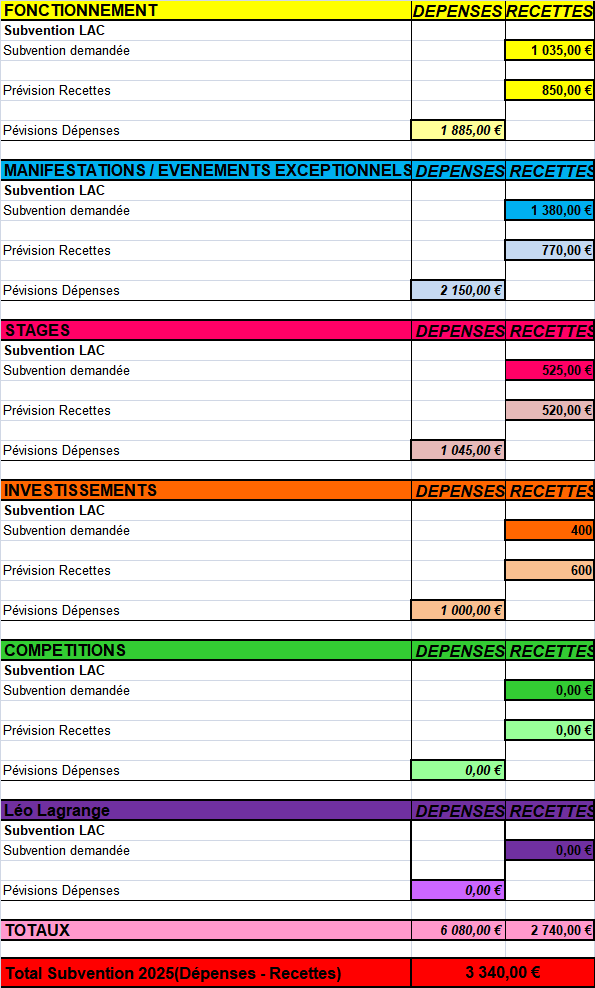 FONCTIONNEMENT DEPENSES RECETTES
Subvention LAC
Subvention demandée 1 035,00 €
Prévision Recettes 850,00 €
Pévisions Dépenses 1 885,00 €
MANIFESTATIONS / EVENEMENTS EXCEPTIONNELS DEPENSES RECETTES
Subvention LAC
Subvention demandée 1 380,00 €
Prévision Recettes 770,00 €
Pévisions Dépenses 2 150,00 €
STAGES DEPENSES RECETTES
Subvention LAC
Subvention demandée 525,00 €
Prévision Recettes 520,00 €
Pévisions Dépenses 1 045,00 €
INVESTISSEMENTS DEPENSES RECETTES
Subvention LAC
Subvention demandée 400
Prévision Recettes 600
Pévisions Dépenses 1 000,00 €
COMPETITIONS DEPENSES RECETTES
Subvention LAC
Subvention demandée 0,00 €
Prévision Recettes 0,00 €
Pévisions Dépenses 0,00 €
Léo Lagrange DEPENSES RECETTES
Subvention LAC
Subvention demandée 0,00 €
Pévisions Dépenses 0,00 €
TOTAUX 6 080,00 € 2 740,00 €
Total Subvention 2025(Dépenses - Recettes) 3 340,00 €